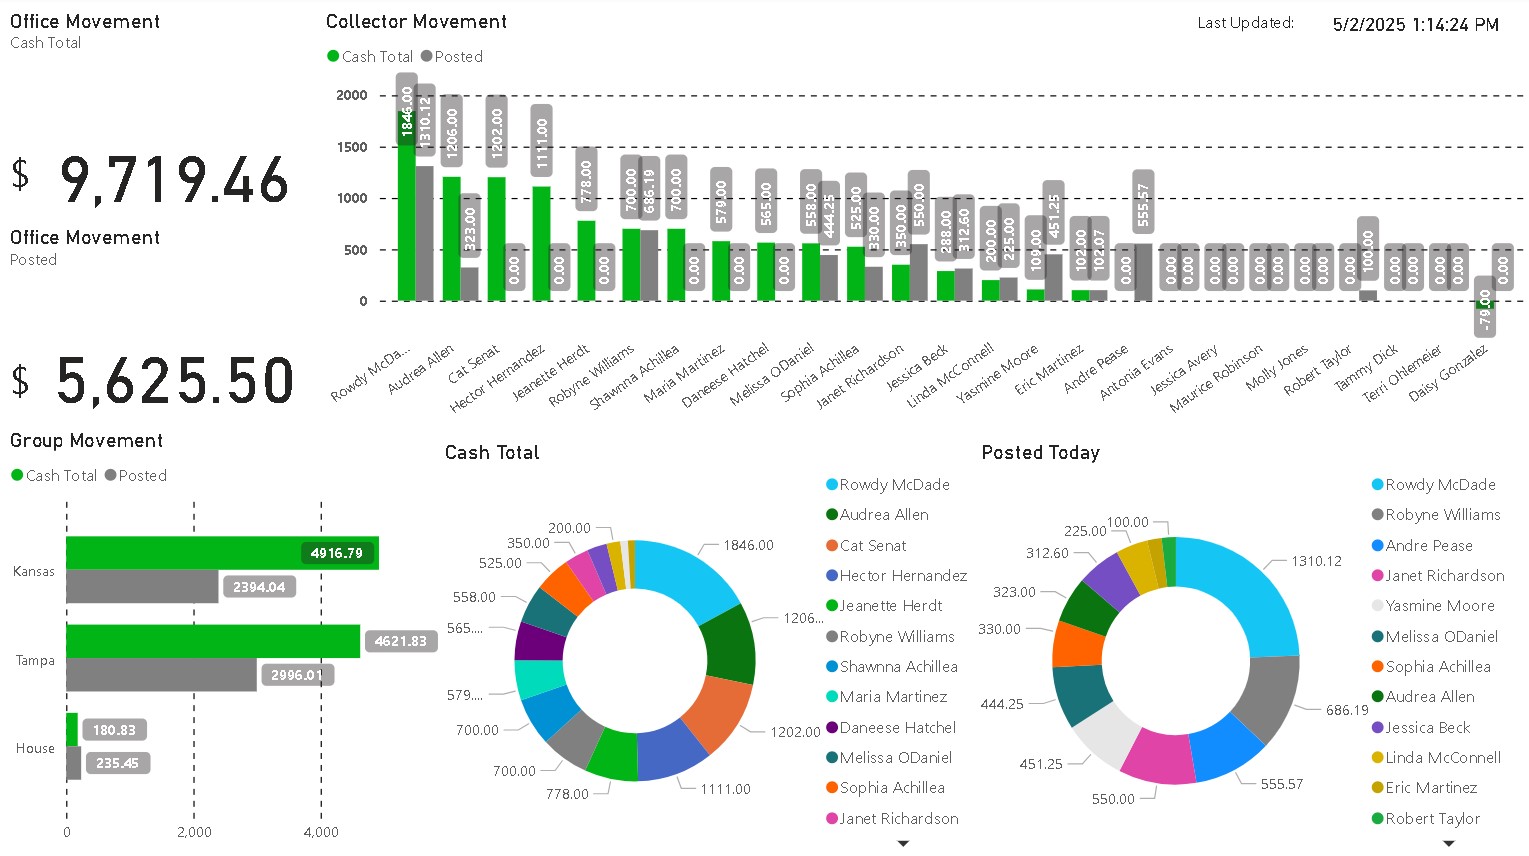 Office Movement
Cash Total
$ 9,719.46
Office Movement
Posted
$ 5,625.50
Collector Movement
Last Updated: 5/2/2025 1:14:24 PM
Cash Total Posted
2000
1500
1000
500
0
1846.00
1310.12
1206.00
323.00
1202.00
0.00
1111.00
0.00
778.00
0.00
700.00
686.19
700.00
0.00
579.00
0.00
565.00
0.00
558.00
444.25
525.00
330.00
350.00
550.00
288.00
312.60
200.00
225.00
109.00
451.25
102.00
102.07
0.00
555.57
0.00
0.00
0.00
0.00
0.00
0.00
0.00
0.00
0.00
100.00
0.00
0.00
0.00
0.00
-79.00
0.00
Rowdy McDa...
Audrea Allen
Cat Senat
Hector Hernandez
Jeanette Herdt
Robyne Williams
Shawnna Achillea
Maria Martinez
Daneese Hatchel
Melissa ODaniel
Sophia Achillea
Janet Richardson
Jessica Beck
Linda McConnell
Yasmine Moore
Eric Martinez
Andre Pease
Antonia Evans
Jessica Avery
Maurice Robinson
Molly Jones
Robert Taylor
Tammy Dick
Terri Ohlemeier
Daisy Gonzalez
Group Movement
Cash Total Posted
Kansas
4916.79
2394.04
Tampa
4621.83
2996.01
House
180.83
235.45
0
2,000
4,000
Cash Total
1846.00
1206....
1202.00
1111.00
778.00
700.00
700.00
579....
565....
558.00
525.00
350.00
200.00
Rowdy McDade
Audrea Allen
Cat Senat
Hector Hernandez
Jeanette Herdt
Robyne Williams
Shawnna Achillea
Maria Martinez
Daneese Hatchel
Melissa ODaniel
Sophia Achillea
Janet Richardson
Posted Today
1310.12
686.19
555.57
550.00
451.25
444.25
330.00
323.00
312.60
225.00
100.00
Rowdy McDade
Robyne Williams
Andre Pease
Janet Richardson
Yasmine Moore
Melissa ODaniel
Sophia Achillea
Audrea Allen
Jessica Beck
Linda McConnell
Eric Martinez
Robert Taylor